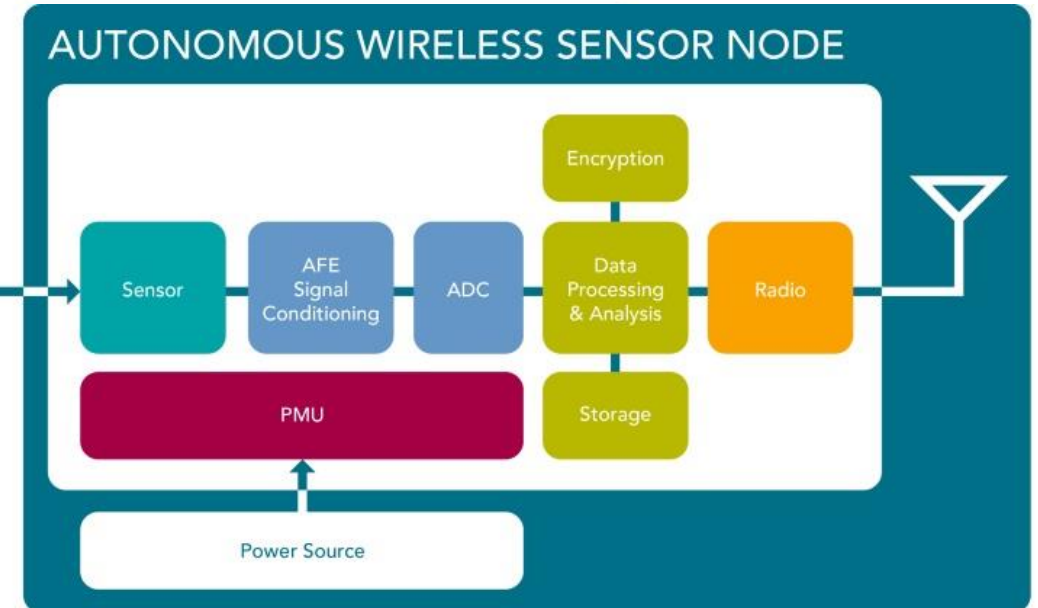 AUTONOMOUS WIRELESS SENSOR NODE
Encryption
Sensor
AFE
Signal
Conditioning
ADC
Data
Processing
& Analysis
Radio
PMU
Storage
Power Source